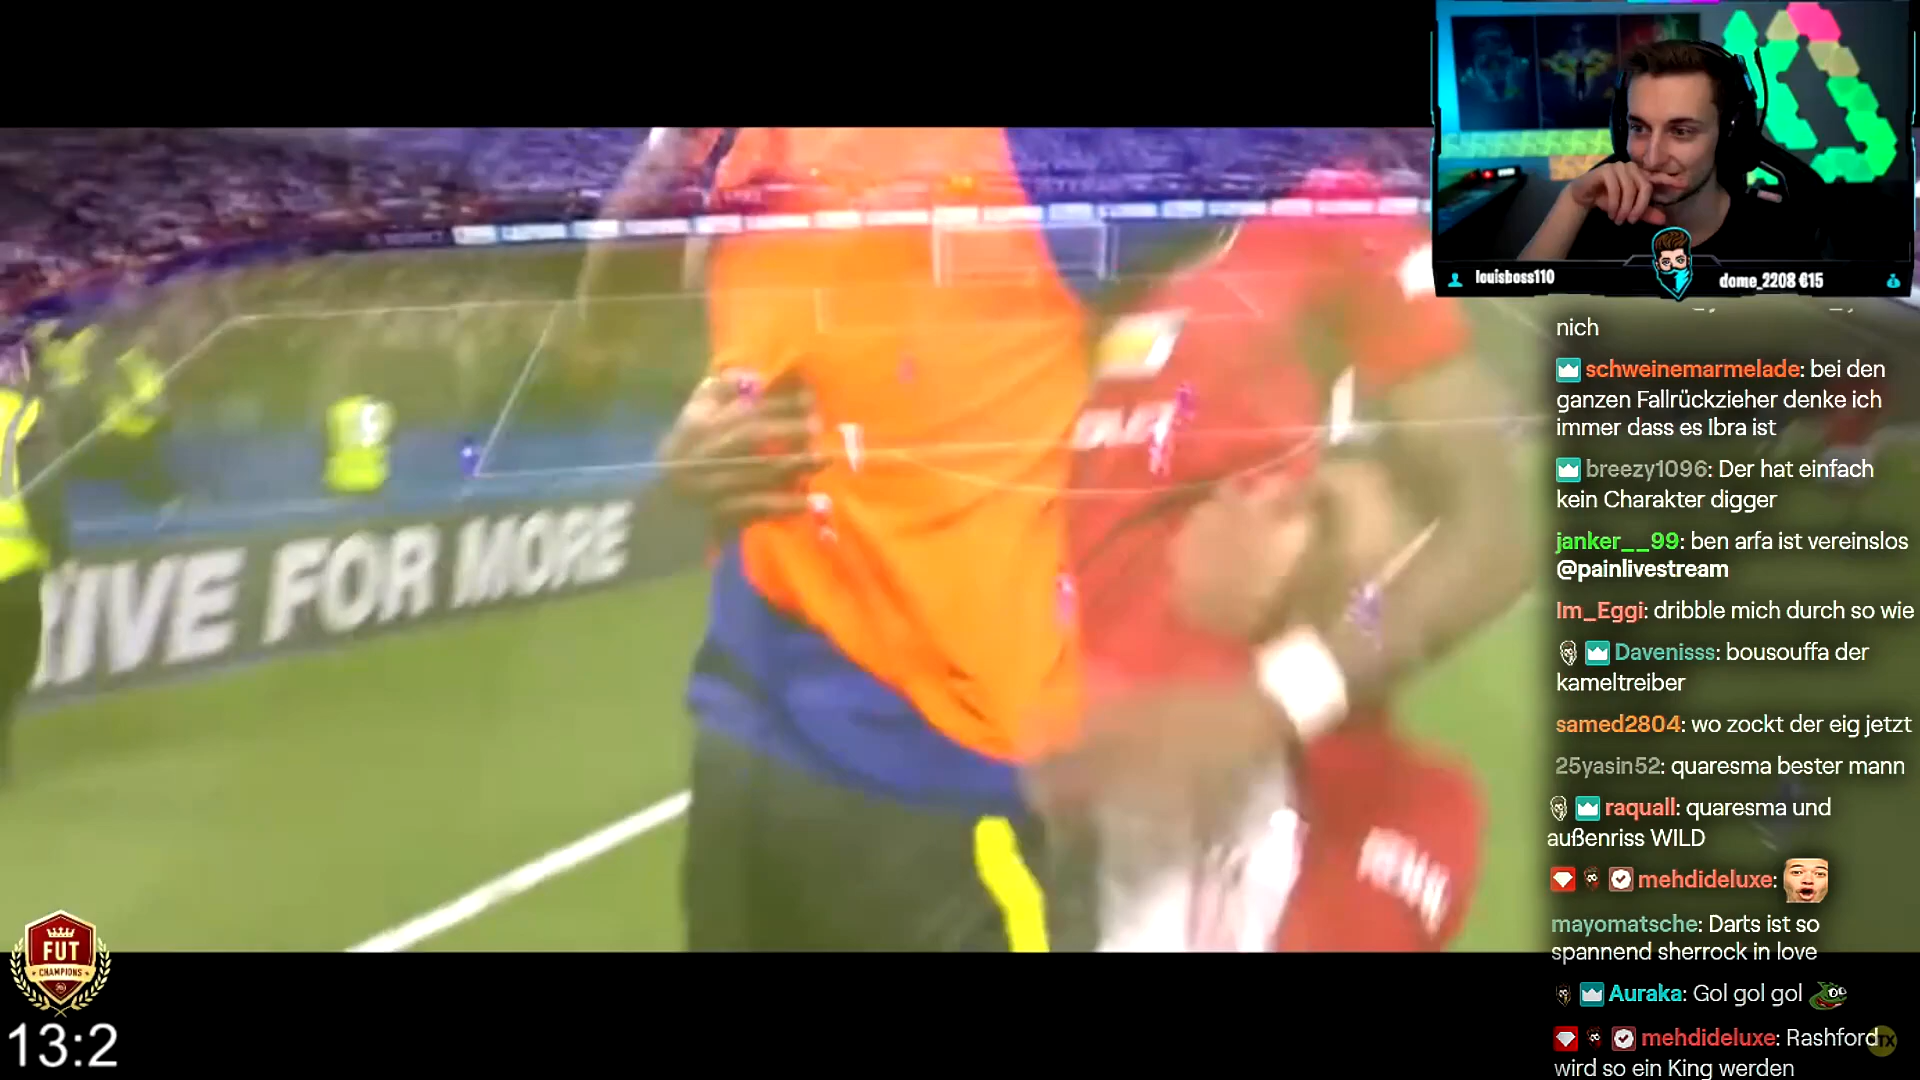 louisboss110
dome_2208 €15
nich
schweinemarmelade: bei den
ganzen Fallrückzieher denke ich
immer dass es Ibra ist
breezy1096: Der hat einfach
kein Charakter digger
janker__99: ben arfa ist vereinslos
@painlivestream
Im_Eggi: dribble mich durch so wie
Davenisss: bousouffa der
kameltreiber
samed2804: wo zockt der eig jetzt
25yasin52: quaresma bester mann
raquall: quaresma und
außenriss WILD
mehdideluxe:
mayomatsche: Darts ist so
spannend sherrock in love
Auraka: Gol gol gol
mehdideluxe: Rashford
wird so ein King werden
FOR MORE
FUT
CHAMPIONS
13:2